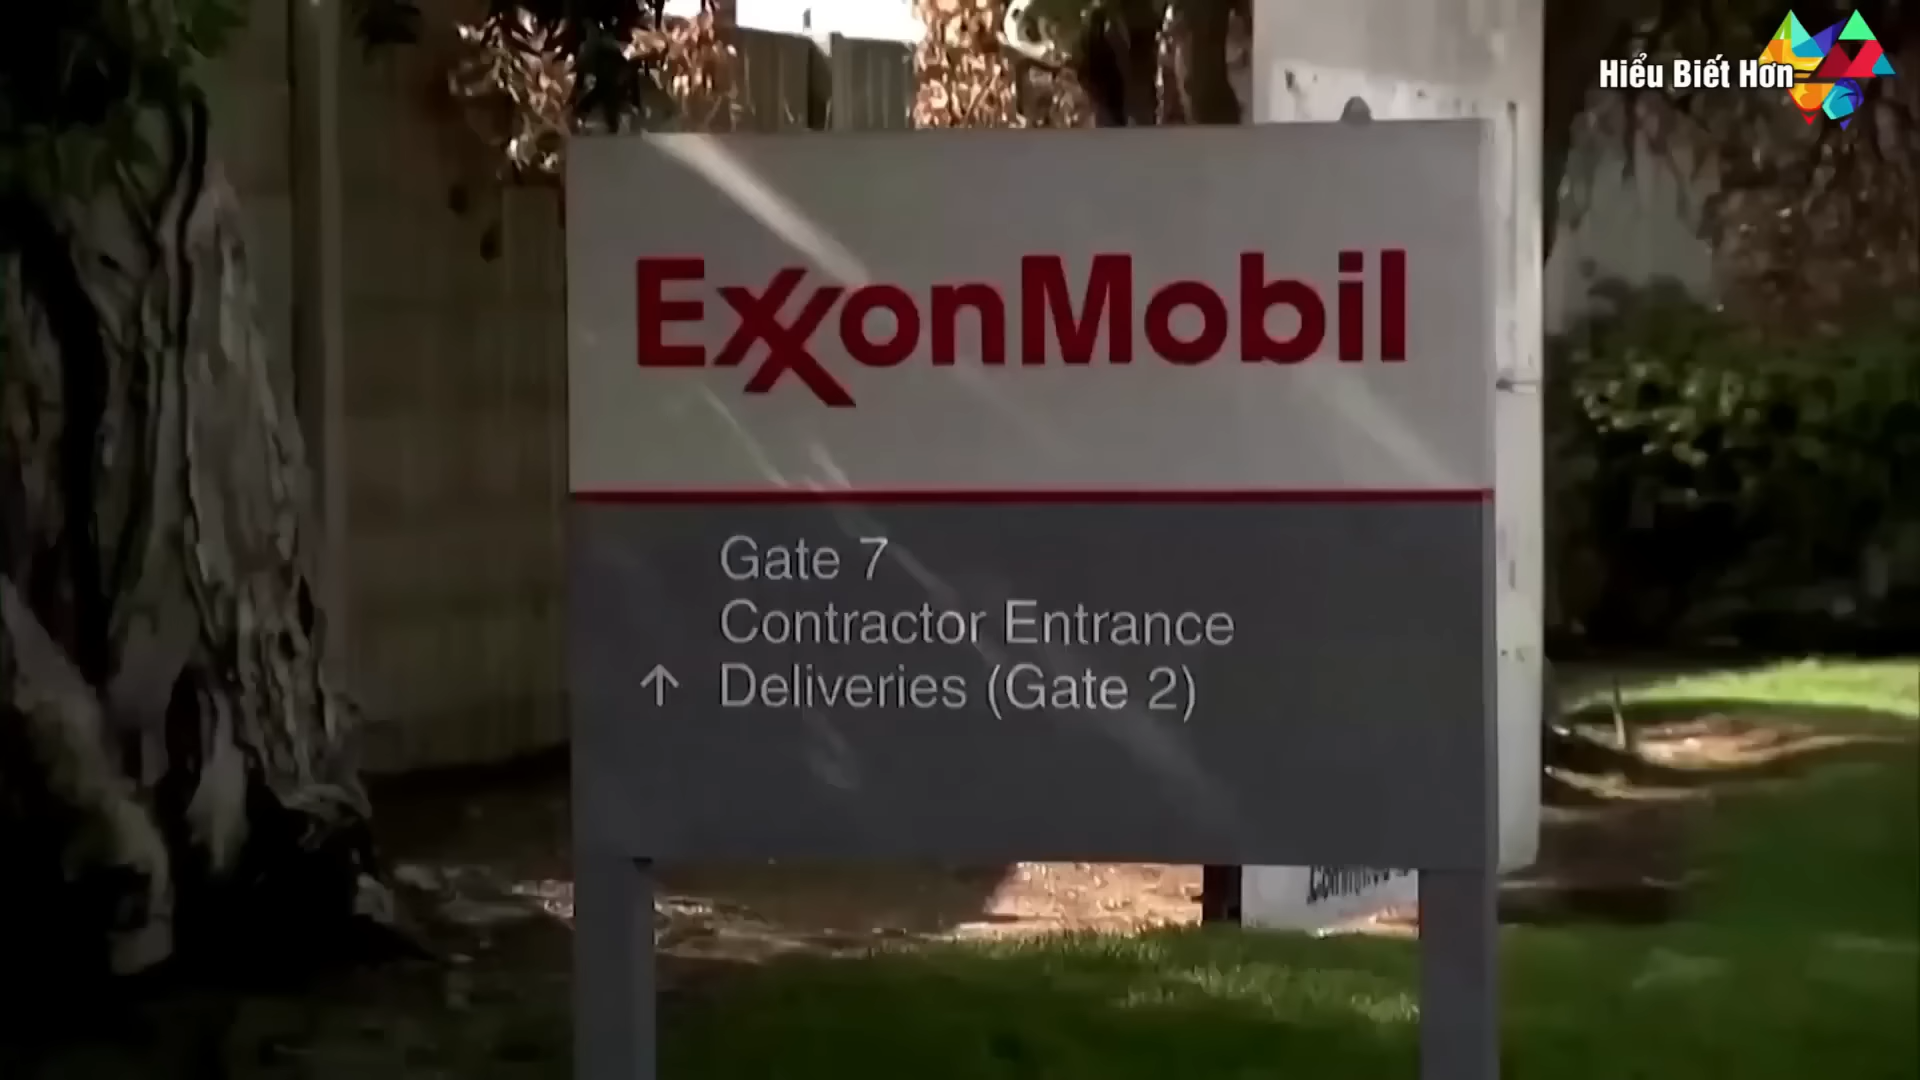 Hiểu Biết Hơn
ExxonMobil
Gate 7
Contractor Entrance
↑ Deliveries (Gate 2)